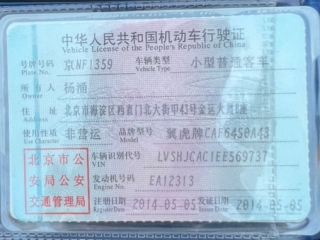 中华人民共和国机动车行驶证
Vehicle License of the People's Republic of China
号牌号码 京NF1359 车辆类型 小型普通客车
Plate No. Vehicle Type
所有人 杨涌
Owner
住址 北京市海淀区西直门北大街甲43号金运大厦B座
Address
使用性质 非营运 品牌型号 翼虎牌CAF6450A43
Use Character Model
北京市公 车辆识别代号 LVSHJCAC1EE569737
VIN
安局公安 发动机号码 EA12313
Engine No.
交通管理局 注册日期 2014-05-05 发证日期 2014-05-05
Register Date Issue Date